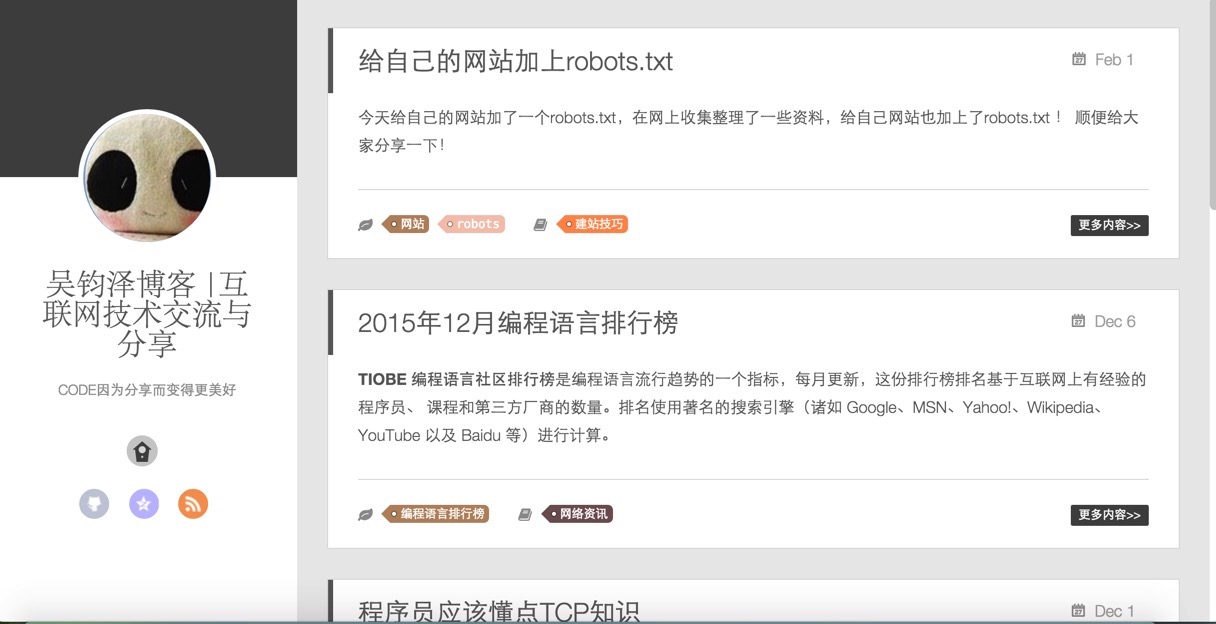 吴钧泽博客 |互
联网技术交流与
分享
CODE因为分享而变得更美好
给自己的网站加上robots.txt
Feb 1
今天给自己的网站加了一个robots.txt，在网上收集整理了一些资料，给自己网站也加上了robots.txt ！ 顺便给大
家分享一下！
网站 robots 建站技巧 更多内容>>
2015年12月编程语言排行榜
Dec 6
TIOBE 编程语言社区排行榜是编程语言流行趋势的一个指标，每月更新，这份排行榜排名基于互联网上有经验的
程序员、 课程和第三方厂商的数量。排名使用著名的搜索引擎（诸如 Google、MSN、Yahoo!、Wikipedia、
YouTube 以及 Baidu 等）进行计算。
编程语言排行榜 网络资讯 更多内容>>
程序员应该懂点TCP知识
Dec 1